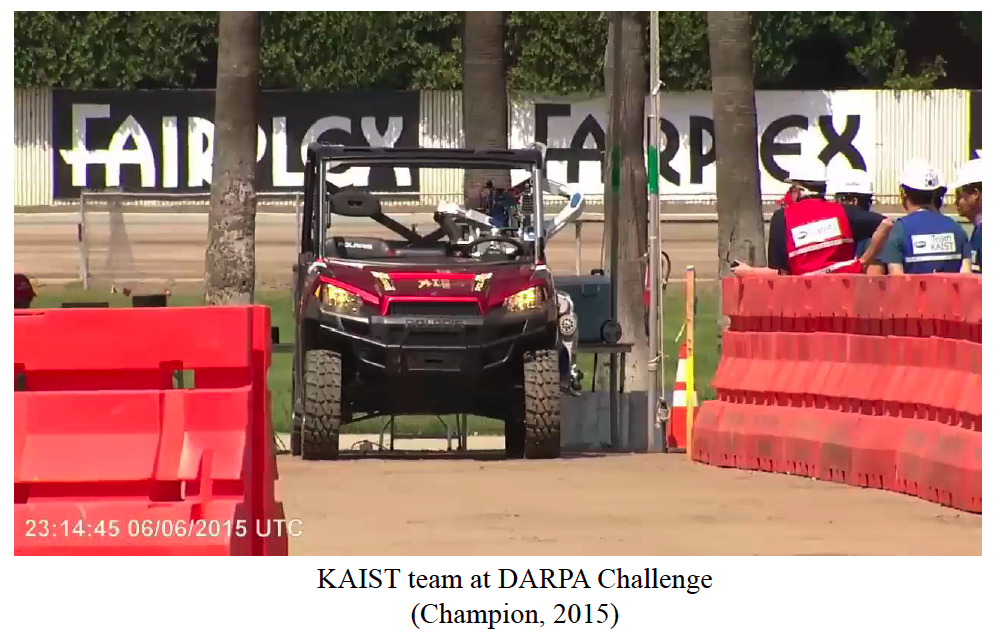 FAIRPLEX
FAIRPLEX
POLARIS
POLARIS
Team
KAIST
23:14:45 06/06/2015 UTC
KAIST team at DARPA Challenge
(Champion, 2015)